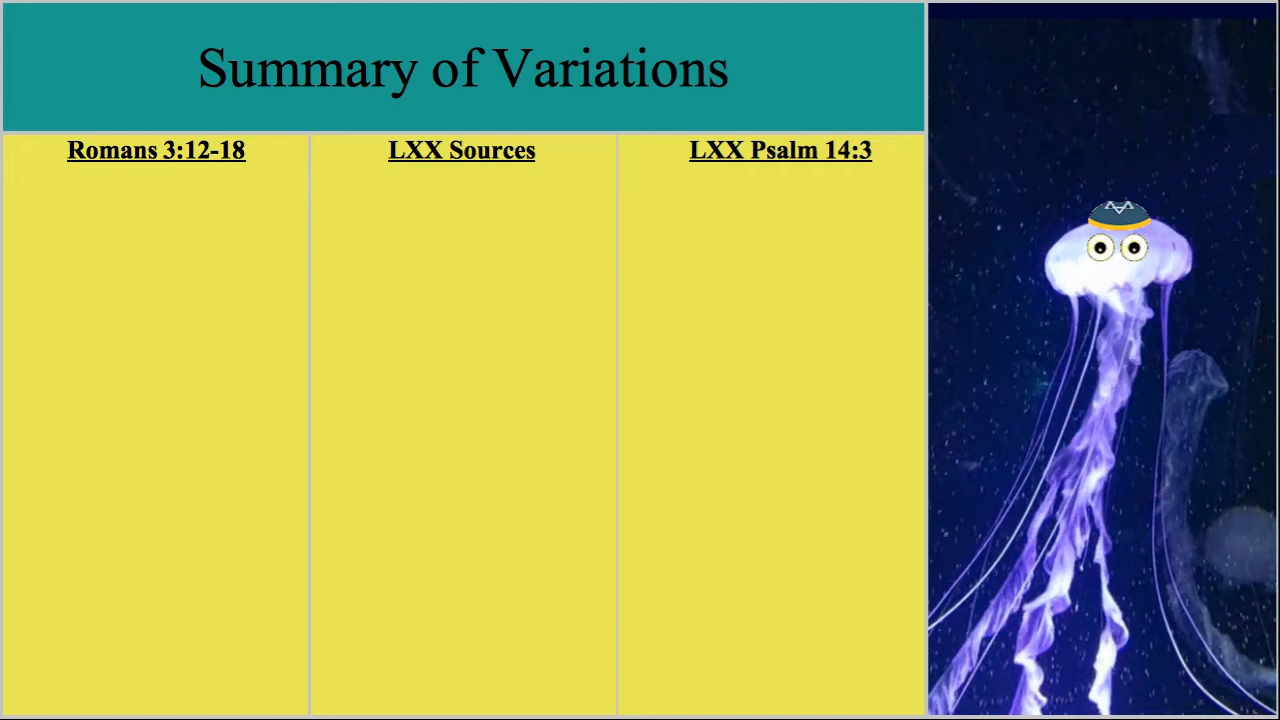 Summary of Variations
Romans 3:12-18
LXX Sources
LXX Psalm 14:3